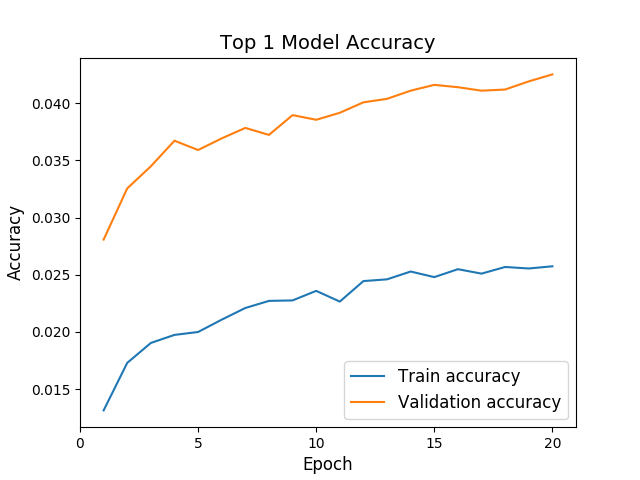 Top 1 Model Accuracy
Accuracy
0.040
0.035
0.030
0.025
0.020
0.015
Train accuracy
Validation accuracy
0 5 10 15 20
Epoch